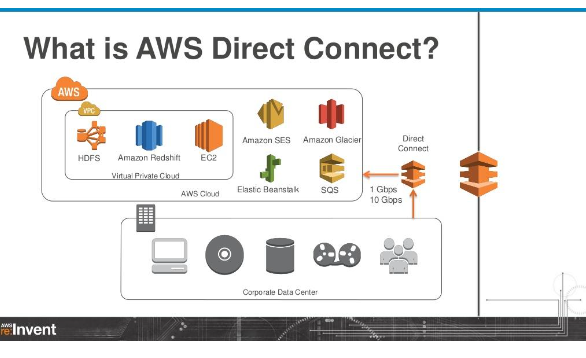 What is AWS Direct Connect?
AWS
VPC
HDFS
Amazon Redshift
EC2
Virtual Private Cloud
Amazon SES
Amazon Glacier
Elastic Beanstalk
SQS
AWS Cloud
Direct
Connect
1 Gbps
10 Gbps
Corporate Data Center
AWS
re:Invent